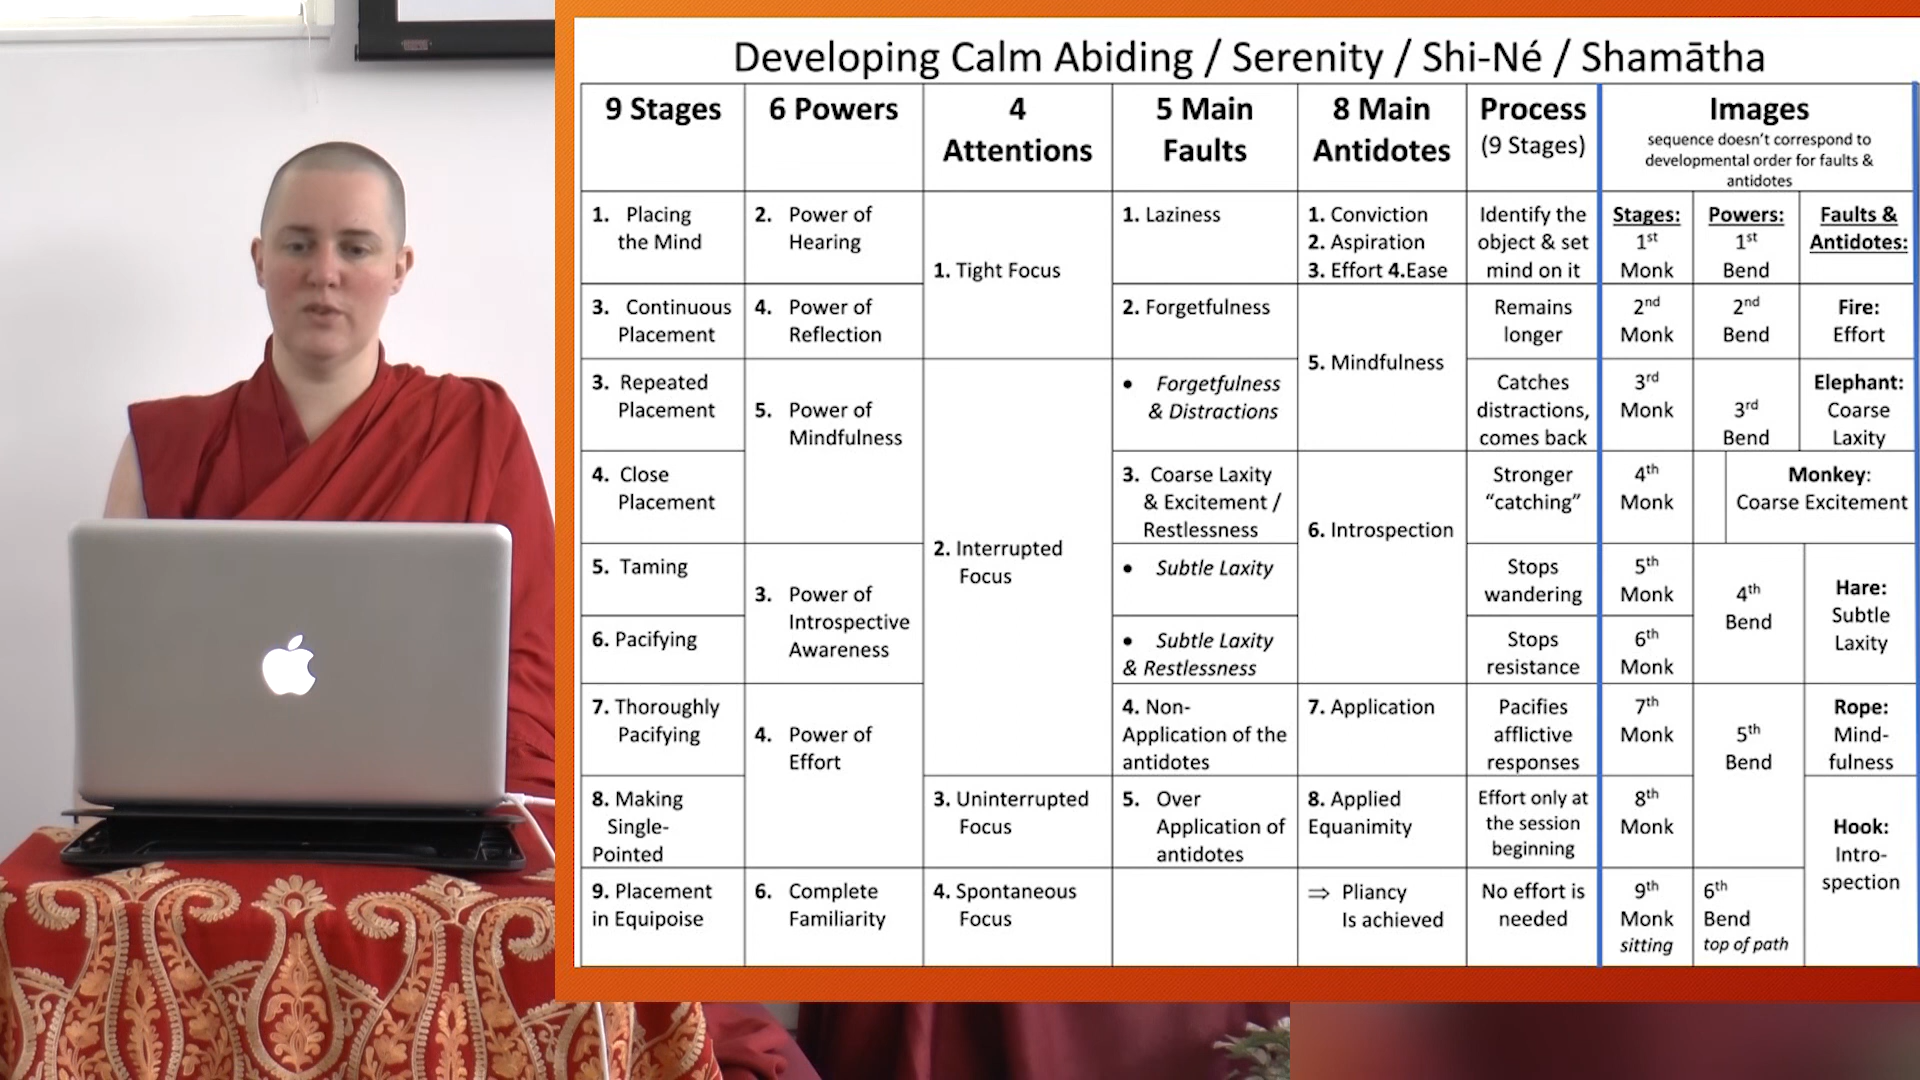 Developing Calm Abiding / Serenity / Shi-Né / Shamātha
9 Stages
6 Powers
4
Attentions
5 Main
Faults
8 Main
Antidotes
Process
(9 Stages)
Images
sequence doesn't correspond to
developmental order for faults &
antidotes
1. Placing
the Mind
2. Power of
Hearing
1. Tight Focus
1. Laziness
1. Conviction
2. Aspiration
3. Effort 4.Ease
Identify the
object & set
mind on it
Stages:
1st
Monk
Powers:
1st
Bend
Faults &
Antidotes:
3. Continuous
Placement
4. Power of
Reflection
2. Forgetfulness
5. Mindfulness
Remains
longer
2nd
Monk
2nd
Bend
Fire:
Effort
3. Repeated
Placement
5. Power of
Mindfulness
2. Interrupted
Focus
• Forgetfulness
& Distractions
Catches
distractions,
comes back
3rd
Monk
3rd
Bend
Elephant:
Coarse
Laxity
4. Close
Placement
3. Coarse Laxity
& Excitement /
Restlessness
6. Introspection
Stronger
“catching”
4th
Monk
Monkey:
Coarse Excitement
5. Taming
3. Power of
Introspective
Awareness
• Subtle Laxity
Stops
wandering
5th
Monk
4th
Bend
Hare:
Subtle
Laxity
6. Pacifying
• Subtle Laxity
& Restlessness
Stops
resistance
6th
Monk
7. Thoroughly
Pacifying
4. Power of
Effort
4. Non-
Application of the
antidotes
7. Application
Pacifies
afflictive
responses
7th
Monk
5th
Bend
Rope:
Mind-
fulness
8. Making
Single-
Pointed
3. Uninterrupted
Focus
5. Over
Application of
antidotes
8. Applied
Equanimity
Effort only at
the session
beginning
8th
Monk
Hook:
Intro-
spection
9. Placement
in Equipoise
6. Complete
Familiarity
4. Spontaneous
Focus
⇒ Pliancy
Is achieved
No effort is
needed
9th
Monk
sitting
6th
Bend
top of path